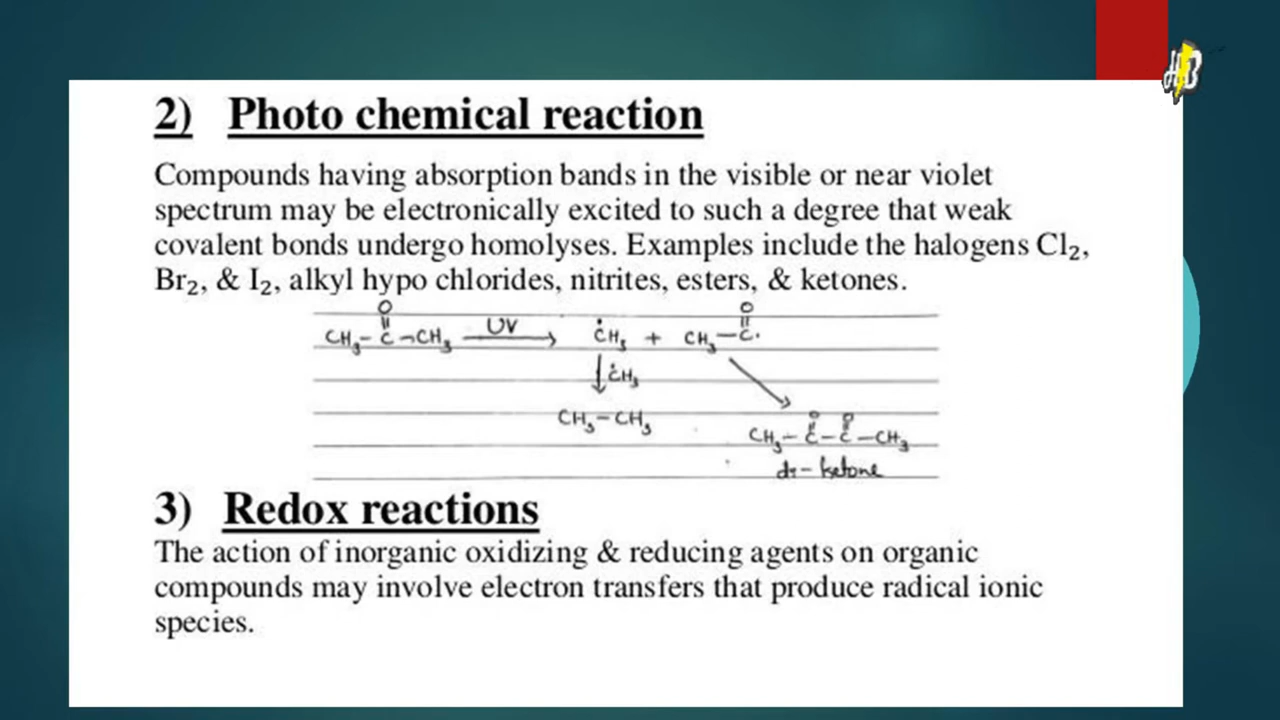 HB
2) Photo chemical reaction
Compounds having absorption bands in the visible or near violet
spectrum may be electronically excited to such a degree that weak
covalent bonds undergo homolyses. Examples include the halogens Cl₂,
Br₂, & I₂, alkyl hypo chlorides, nitrites, esters, & ketones.
O O
CH₃-C-CH₃ UV ĊH₃ + CH₃-C.
ĊH₃
CH₃-CH₃
O O
CH₃-C-C-CH₃
di-ketone
3) Redox reactions
The action of inorganic oxidizing & reducing agents on organic
compounds may involve electron transfers that produce radical ionic
species.